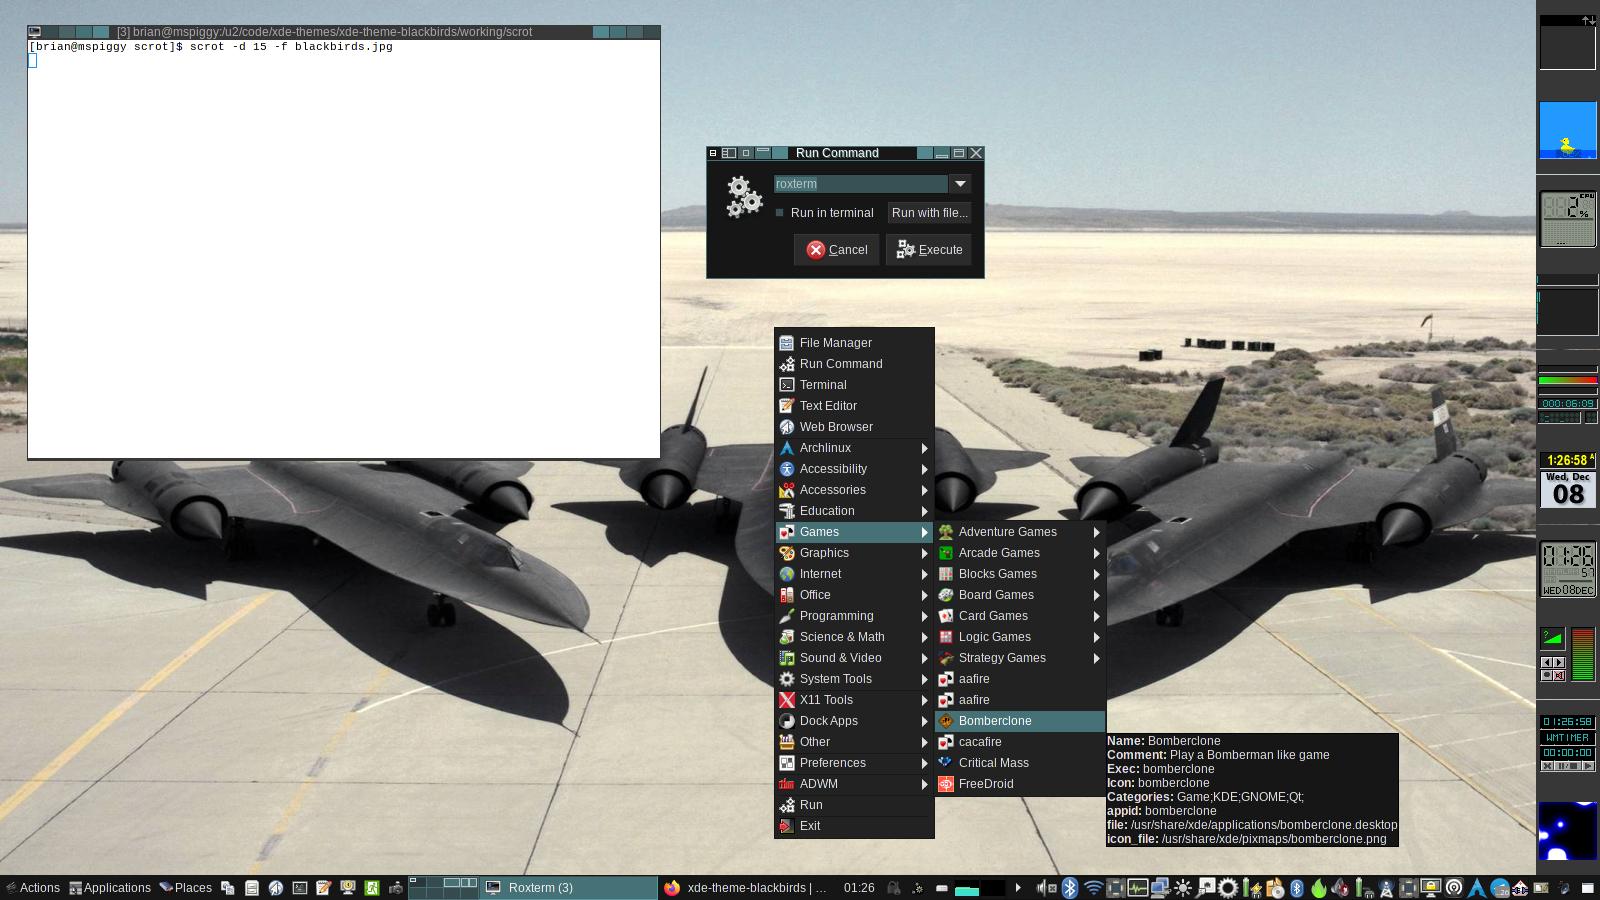 [3] brian@mspiggy:/u2/code/xde-themes/xde-theme-blackbirds/working/scrot
[brian@mspiggy scrot]$ scrot -d 15 -f blackbirds.jpg
Run Command
roxterm
Run in terminal
Run with file...
Cancel
Execute
File Manager
Run Command
Terminal
Text Editor
Web Browser
Archlinux
Accessibility
Accessories
Education
Games
Graphics
Internet
Office
Programming
Science & Math
Sound & Video
System Tools
X11 Tools
Dock Apps
Other
Preferences
ADWM
Run
Exit
Adventure Games
Arcade Games
Blocks Games
Board Games
Card Games
Logic Games
Strategy Games
aafire
aafire
Bomberclone
cacafire
Critical Mass
FreeDroid
Name: Bomberclone
Comment: Play a Bomberman like game
Exec: bomberclone
Icon: bomberclone
Categories: Game;KDE;GNOME;Qt;
appid: bomberclone
file: /usr/share/xde/applications/bomberclone.desktop
icon_file: /usr/share/xde/pixmaps/bomberclone.png
CPU
2%
000:06:09
1:26:58 A
Wed, Dec
08
01:26
57
WED08DEC
01:26:58
WMTIMER
00:00:00
Actions
Applications
Places
Roxterm (3)
xde-theme-blackbirds | ...
01:26